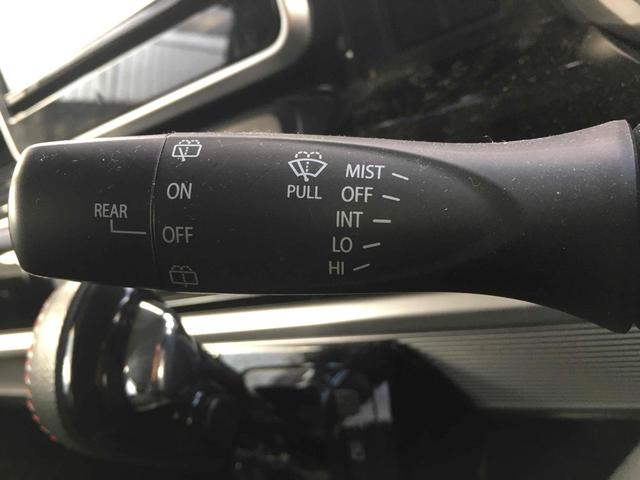 MIST
ON
PULL
OFF
REAR
INT
OFF
LO
HI